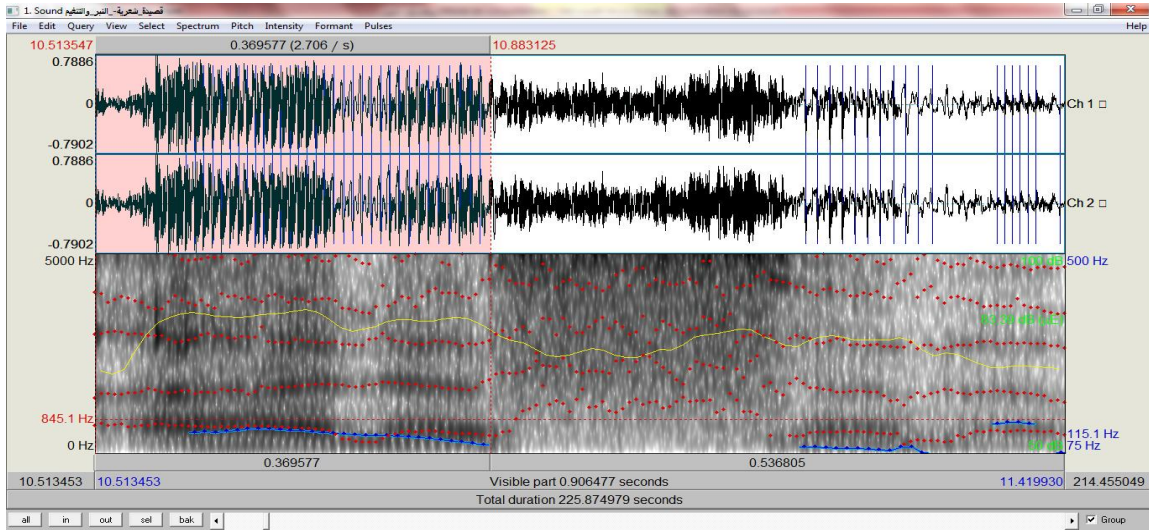 1. Sound قصيدة_شعرية-_النبر_والتنغيم
File Edit Query View Select Spectrum Pitch Intensity Formant Pulses Help
10.513547 0.369577 (2.706 / s) 10.883125
0.7886
0 Ch 1
-0.7902
0.7886
0 Ch 2
-0.7902
5000 Hz 100 dB 500 Hz
845.1 Hz
115.1 Hz
0 Hz 75 Hz
0.369577 0.536805
10.513453 10.513453 Visible part 0.906477 seconds 11.419930 214.455049
Total duration 225.874979 seconds
all in out sel bak Group